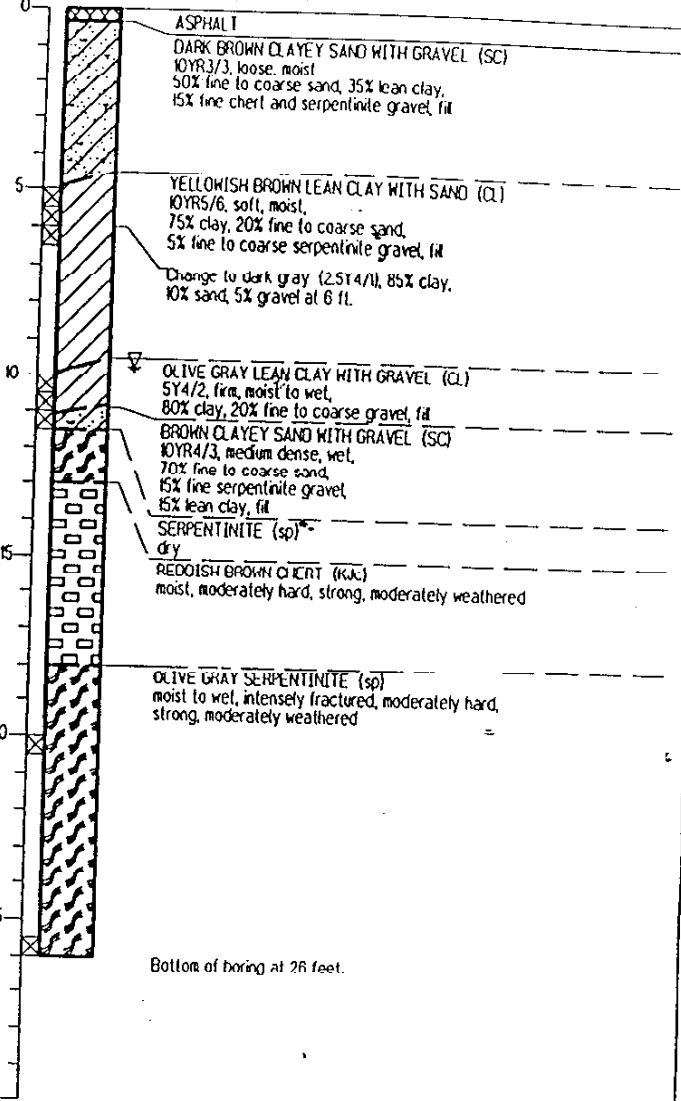 0
ASPHALT
DARK BROWN CLAYEY SAND WITH GRAVEL (SC)
10YR3/3, loose, moist
50% fine to coarse sand, 35% lean clay,
15% fine chert and serpentinite gravel, fill
5
YELLOWISH BROWN LEAN CLAY WITH SAND (CL)
10YR5/6, soft, moist,
75% clay, 20% fine to coarse sand,
5% fine to coarse serpentinite gravel, fill
Change to dark gray (2.5Y4/1), 85% clay,
10% sand, 5% gravel at 6 ft.
10
OLIVE GRAY LEAN CLAY WITH GRAVEL (CL)
5Y4/2, firm, moist to wet,
80% clay, 20% fine to coarse gravel, fill
BROWN CLAYEY SAND WITH GRAVEL (SC)
10YR4/3, medium dense, wet,
70% fine to coarse sand,
15% fine serpentinite gravel,
15% lean clay, fill
SERPENTINITE (sp)
dry
15
REDDISH BROWN CHERT (KJc)
moist, moderately hard, strong, moderately weathered
OLIVE GRAY SERPENTINITE (sp)
moist to wet, intensely fractured, moderately hard,
strong, moderately weathered
0
5
Bottom of boring at 26 feet.